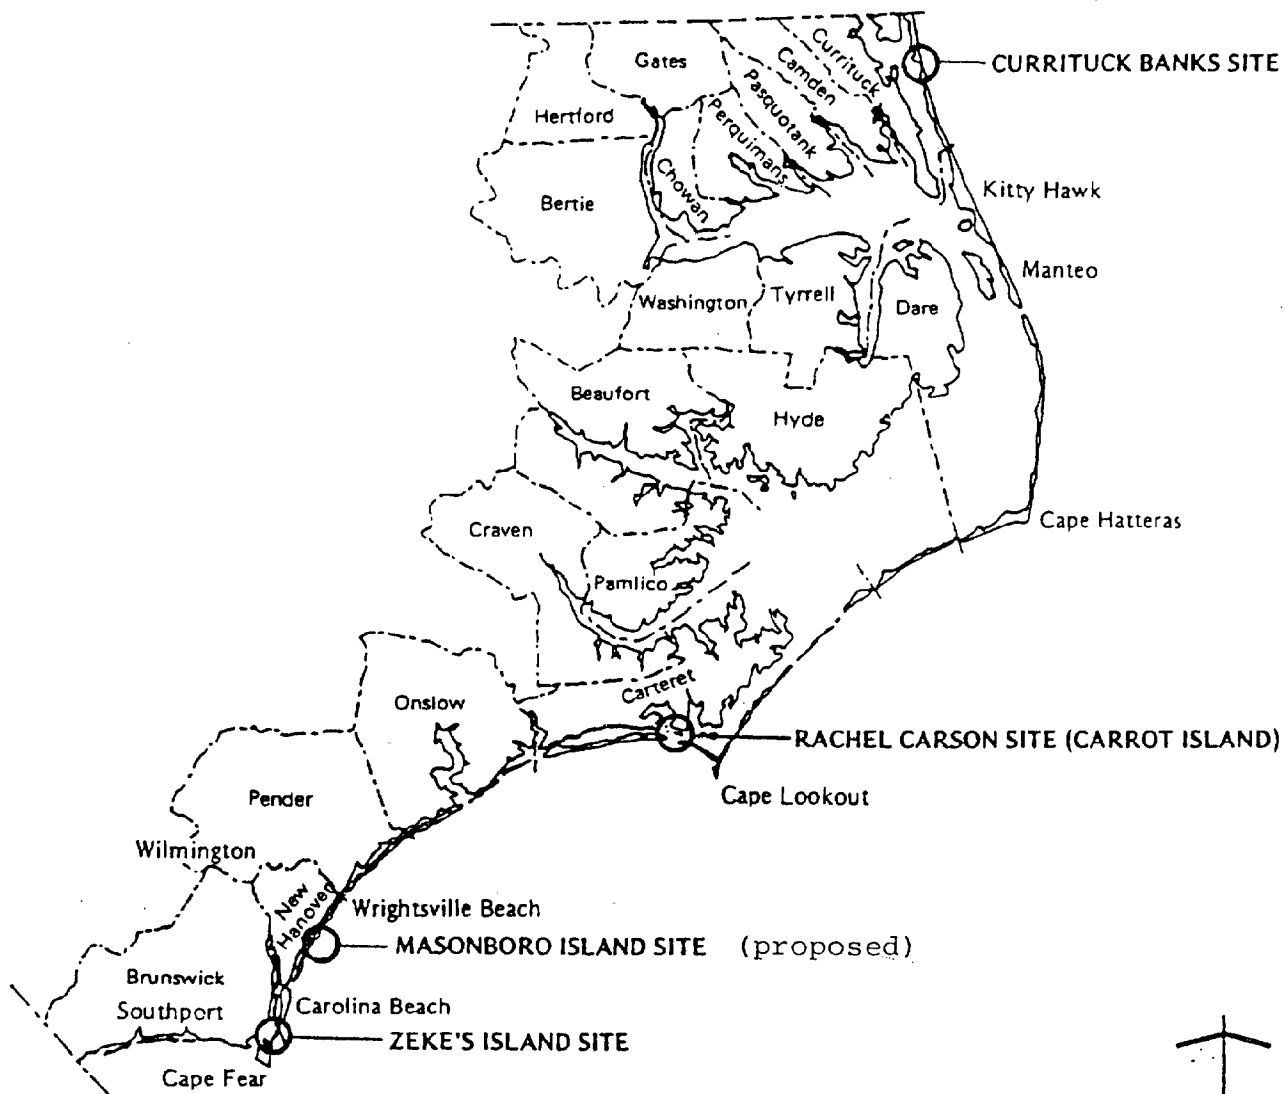 Gates
Currituck
Camden
Pasquotank
Perquimans
CURRITUCK BANKS SITE
Hertford
Chowan
Bertie
Kitty Hawk
Manteo
Washington
Tyrrell
Dare
Beaufort
Hyde
Craven
Cape Hatteras
Pamlico
Carteret
Onslow
RACHEL CARSON SITE (CARROT ISLAND)
Cape Lookout
Pender
Wilmington
New
Hanover
Wrightsville Beach
MASONBORO ISLAND SITE (proposed)
Brunswick
Southport
Carolina Beach
ZEKE'S ISLAND SITE
Cape Fear